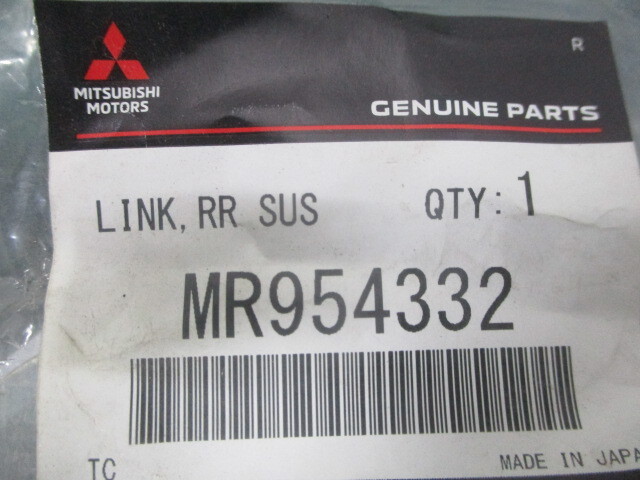 R
MITSUBISHI
MOTORS
GENUINE PARTS
LINK, RR SUS QTY: 1
MR954332
TC MADE IN JAPA